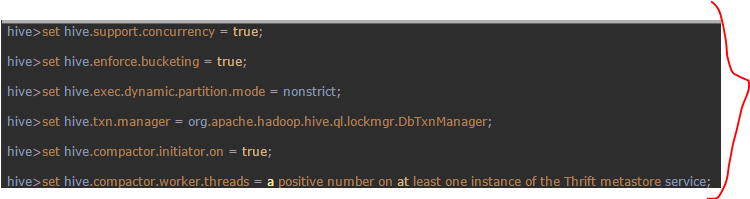 hive>set hive.support.concurrency = true;
hive>set hive.enforce.bucketing = true;
hive>set hive.exec.dynamic.partition.mode = nonstrict;
hive>set hive.txn.manager = org.apache.hadoop.hive.ql.lockmgr.DbTxnManager;
hive>set hive.compactor.initiator.on = true;
hive>set hive.compactor.worker.threads = a positive number on at least one instance of the Thrift metastore service;